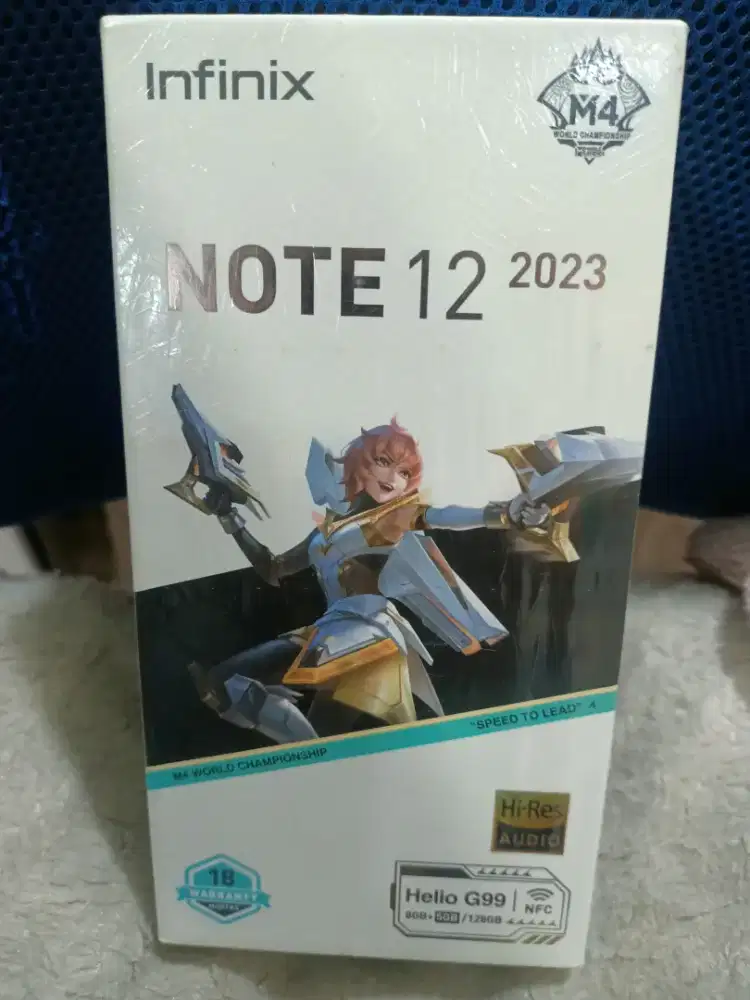 Infinix
M4
WORLD CHAMPIONSHIP
NOTE 12 2023
"SPEED TO LEAD"
M4 WORLD CHAMPIONSHIP
Hi-Res
AUDIO
18
WARRANTY
MONTHS
Helio G99
NFC
8GB+5GB/128GB